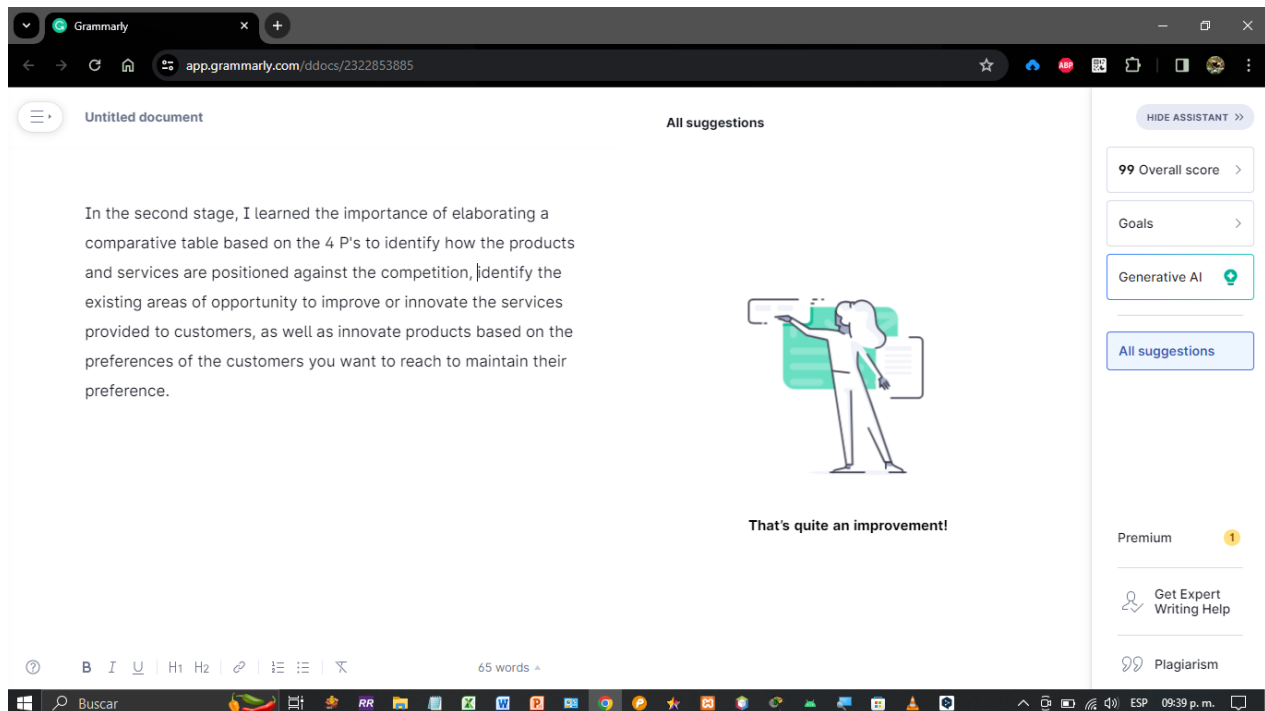 Grammarly
app.grammarly.com/ddocs/2322853885
ABP
Untitled document
All suggestions
HIDE ASSISTANT
99 Overall score
Goals
Generative AI
All suggestions
In the second stage, I learned the importance of elaborating a
comparative table based on the 4 P's to identify how the products
and services are positioned against the competition, identify the
existing areas of opportunity to improve or innovate the services
provided to customers, as well as innovate products based on the
preferences of the customers you want to reach to maintain their
preference.
That's quite an improvement!
Premium 1
Get Expert
Writing Help
Plagiarism
B I U H1 H2
65 words
Buscar
RR
ESP 09:39 p. m.